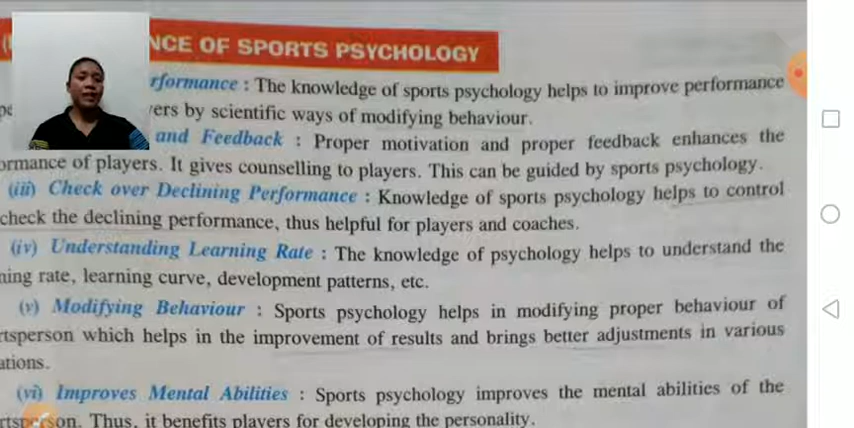 NCE OF SPORTS PSYCHOLOGY
rformance : The knowledge of sports psychology helps to improve performance
ers by scientific ways of modifying behaviour.
and Feedback : Proper motivation and proper feedback enhances the
ormance of players. It gives counselling to players. This can be guided by sports psychology.
(iii) Check over Declining Performance : Knowledge of sports psychology helps to control
check the declining performance, thus helpful for players and coaches.
(iv) Understanding Learning Rate : The knowledge of psychology helps to understand the
ning rate, learning curve, development patterns, etc.
(v) Modifying Behaviour : Sports psychology helps in modifying proper behaviour of
rtsperson which helps in the improvement of results and brings better adjustments in various
ations.
(vi) Improves Mental Abilities : Sports psychology improves the mental abilities of the
rtsperson. Thus, it benefits players for developing the personality.